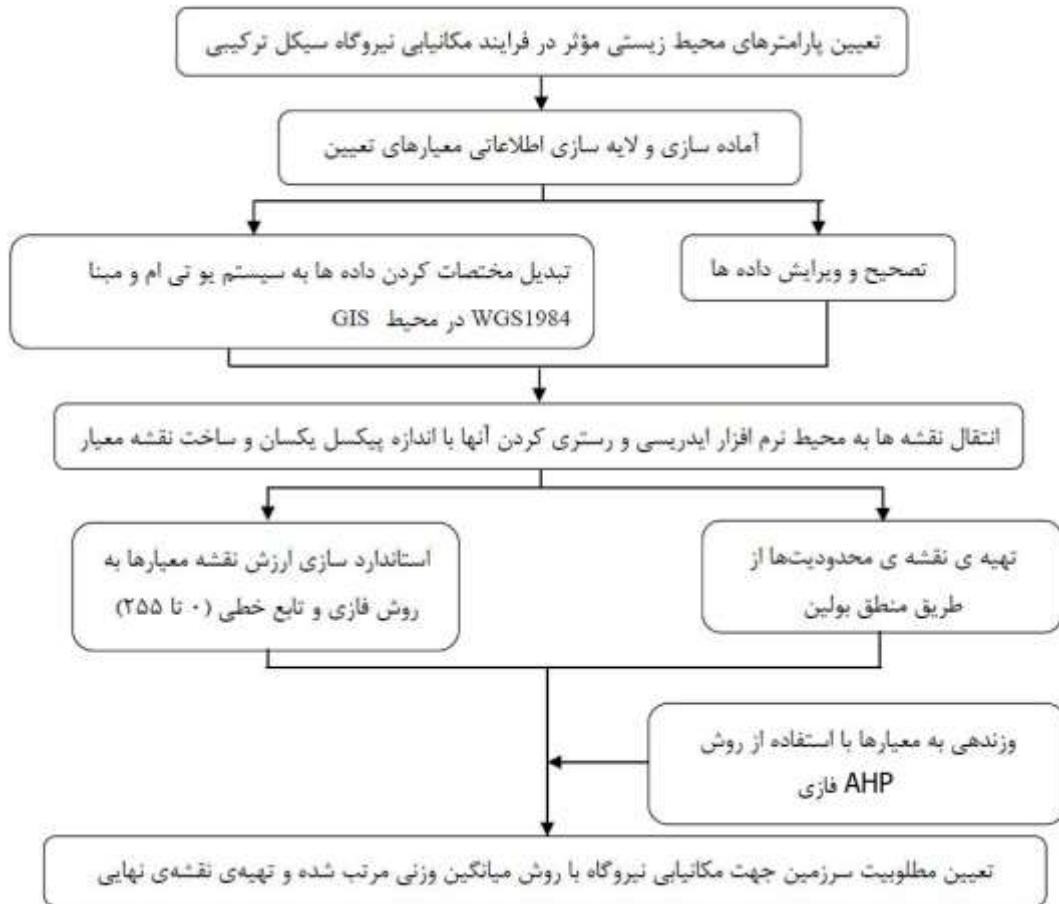 تعیین پارامترهای محیط زیستی مؤثر در فرایند مکانیابی نیروگاه سیکل ترکیبی
آماده سازی و لایه سازی اطلاعاتی معیارهای تعیین
تصحیح و ویرایش داده ها
تبدیل مختصات کردن داده ها به سیستم یو تی ام و مبنا
WGS1984 در محیط GIS
انتقال نقشه ها به محیط نرم افزار ایدریسی و رستری کردن آنها با اندازه پیکسل یکسان و ساخت نقشه معیار
تهیه ی نقشه ی محدودیت‌ها از
طریق منطق بولین
استاندارد سازی ارزش نقشه معیارها به
روش فازی و تابع خطی (۰ تا ۲۵۵)
وزندهی به معیارها با استفاده از روش
AHP فازی
تعیین مطلوبیت سرزمین جهت مکانیابی نیروگاه با روش میانگین وزنی مرتب شده و تهیه‌ی نقشه‌ی نهایی